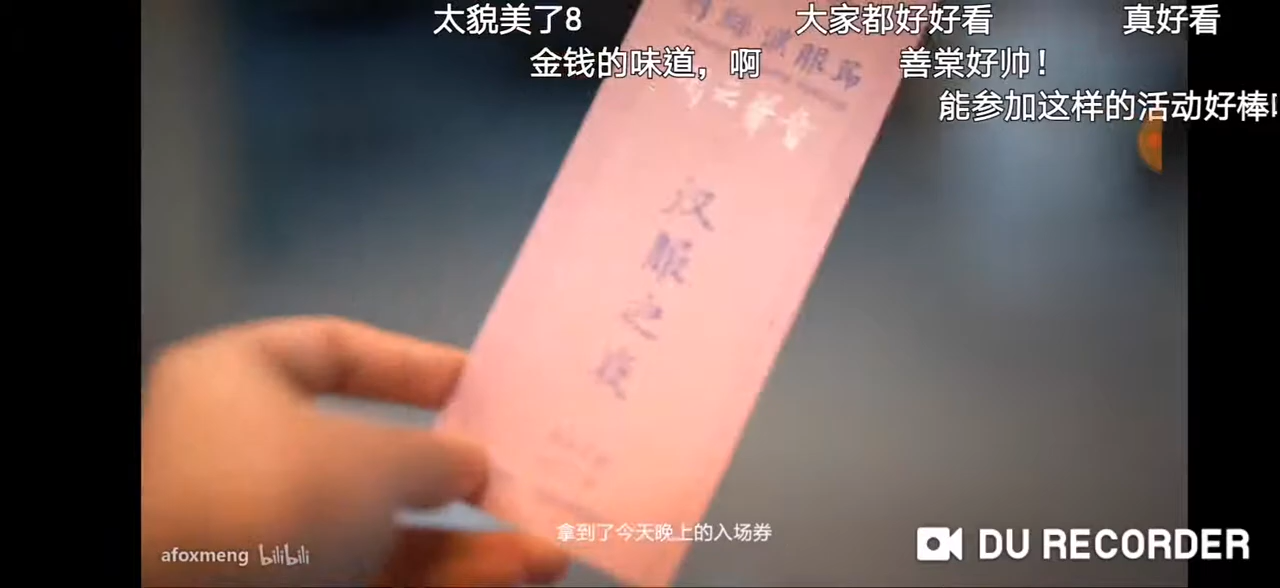 太貌美了8
大家都好好看
真好看
金钱的味道，啊
善棠好帅！
能参加这样的活动好棒
汉服之夜
拿到了今天晚上的入场券
afoxmeng bilibili
DU RECORDER